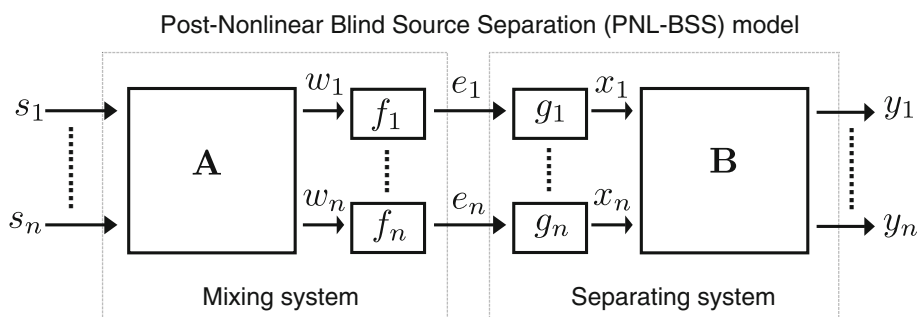 Post-Nonlinear Blind Source Separation (PNL-BSS) model
s₁ w₁ f₁ e₁ g₁ x₁ y₁
A B
sₙ wₙ fₙ eₙ gₙ xₙ yₙ
Mixing system Separating system